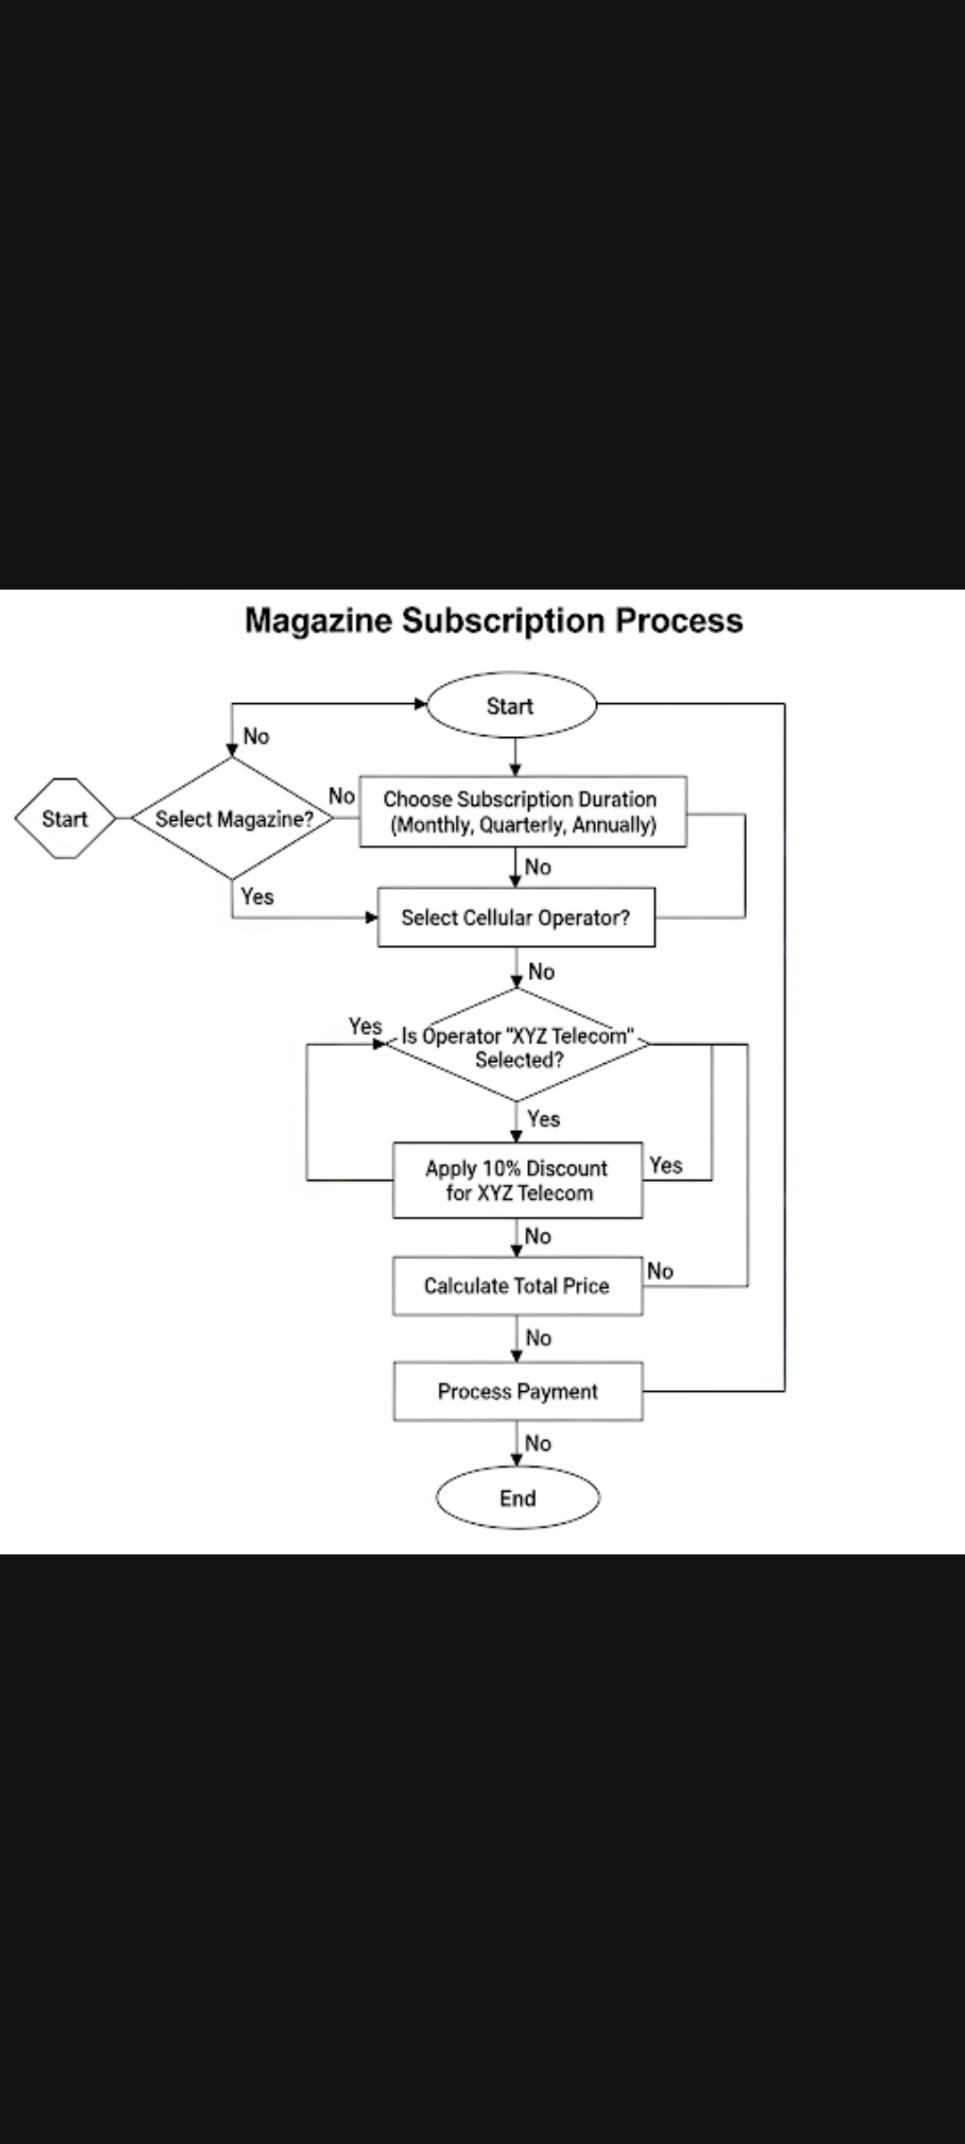 Magazine Subscription Process
Start
No
Start
Select Magazine?
No
Choose Subscription Duration
(Monthly, Quarterly, Annually)
No
Yes
Select Cellular Operator?
No
Yes
Is Operator "XYZ Telecom"
Selected?
Yes
Apply 10% Discount
for XYZ Telecom
Yes
No
Calculate Total Price
No
No
Process Payment
No
End